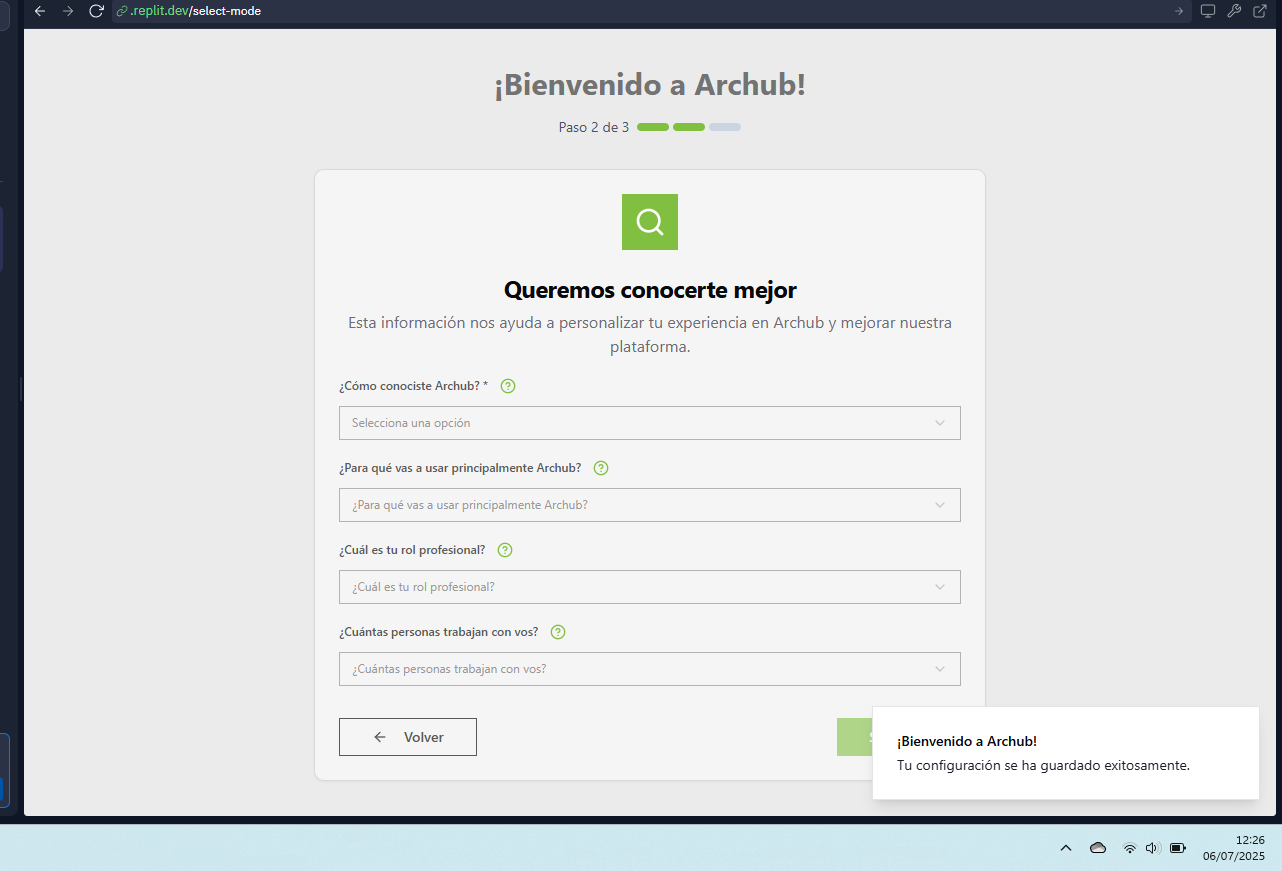 .replit.dev/select-mode
¡Bienvenido a Archub!
Paso 2 de 3
Queremos conocerte mejor
Esta información nos ayuda a personalizar tu experiencia en Archub y mejorar nuestra
plataforma.
¿Cómo conociste Archub? *
Selecciona una opción
¿Para qué vas a usar principalmente Archub?
¿Para qué vas a usar principalmente Archub?
¿Cuál es tu rol profesional?
¿Cuál es tu rol profesional?
¿Cuántas personas trabajan con vos?
¿Cuántas personas trabajan con vos?
Volver
¡Bienvenido a Archub!
Tu configuración se ha guardado exitosamente.
12:26
06/07/2025